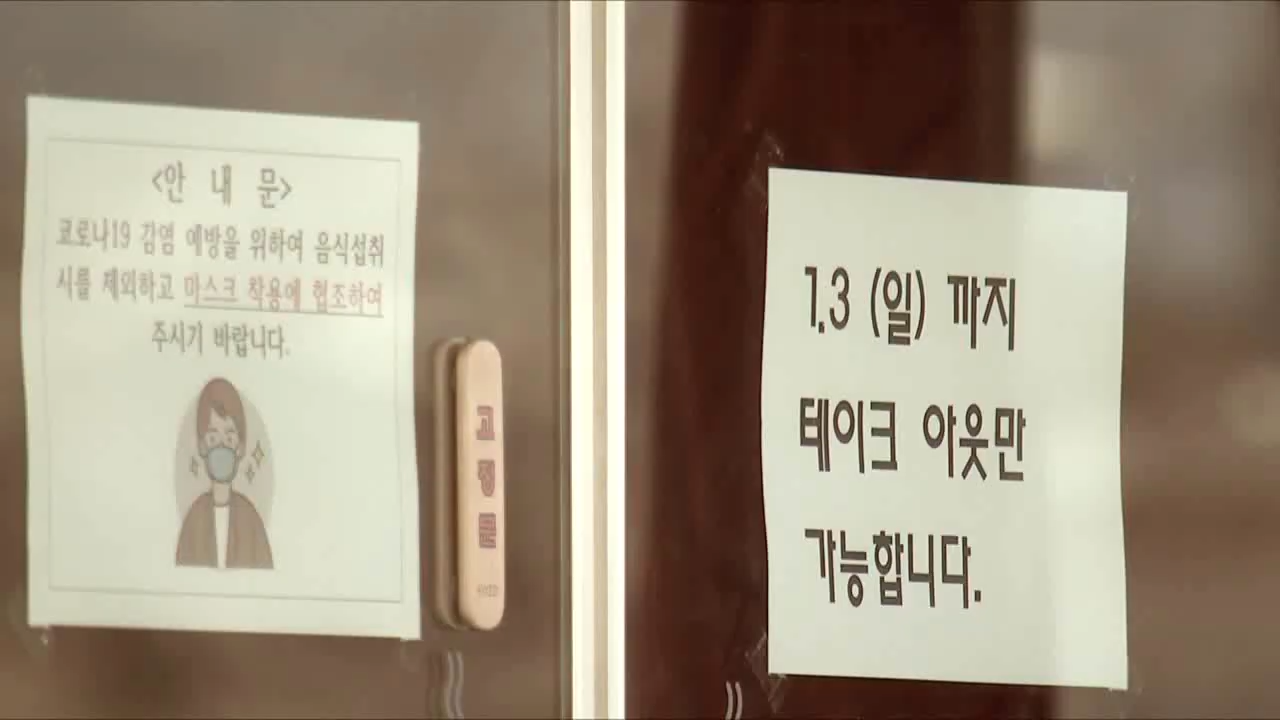 <안 내 문>
코로나19 감염 예방을 위하여 음식섭취
시를 제외하고 마스크 착용에 협조하여
주시기 바랍니다.
고정문
1.3 (일) 까지
테이크 아웃만
가능합니다.